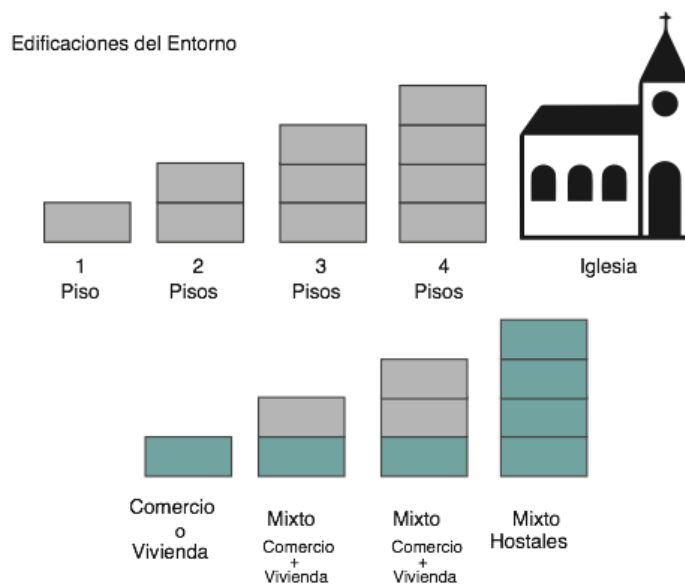 Edificaciones del Entorno
1
Piso
2
Pisos
3
Pisos
4
Pisos
Iglesia
Comercio
o
Vivienda
Mixto
Comercio
+
Vivienda
Mixto
Comercio
+
Vivienda
Mixto
Hostales